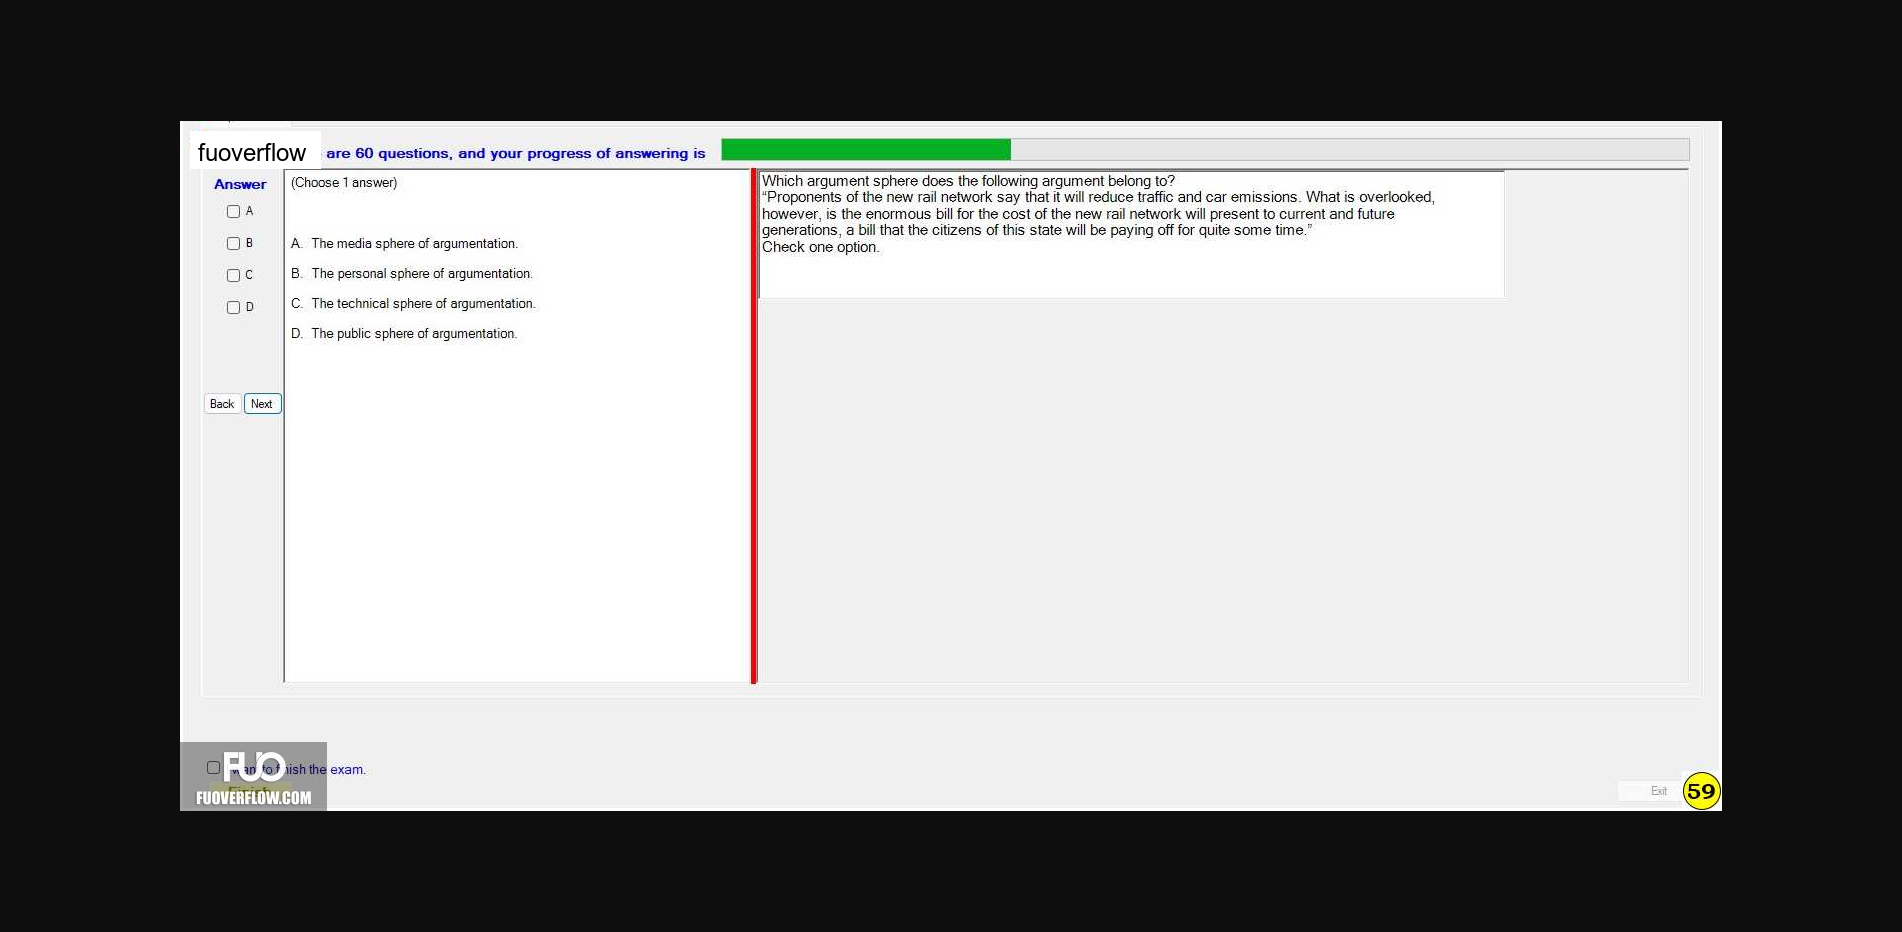 fuoverflow are 60 questions, and your progress of answering is
Answer
A
B
C
D
Back Next
(Choose 1 answer)
A. The media sphere of argumentation.
B. The personal sphere of argumentation.
C. The technical sphere of argumentation.
D. The public sphere of argumentation.
Which argument sphere does the following argument belong to?
“Proponents of the new rail network say that it will reduce traffic and car emissions. What is overlooked,
however, is the enormous bill for the cost of the new rail network will present to current and future
generations, a bill that the citizens of this state will be paying off for quite some time.”
Check one option.
FUO
want to finish the exam.
Finish
FUOVERFLOW.COM
Exit
59